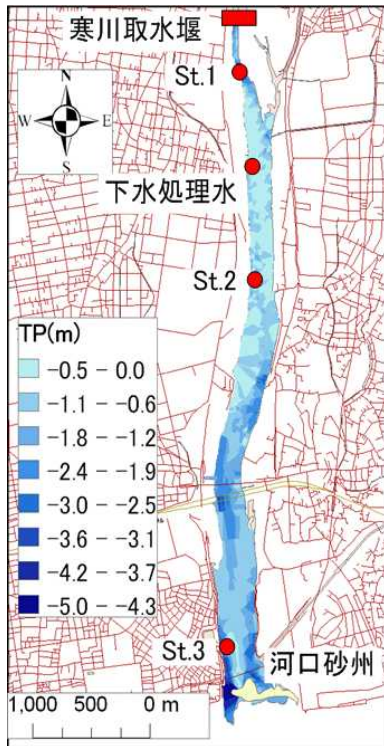 寒川取水堰
St.1
N
W E
S
下水処理水
St.2
TP(m)
-0.5 - 0.0
-1.1 - -0.6
-1.8 - -1.2
-2.4 - -1.9
-3.0 - -2.5
-3.6 - -3.1
-4.2 - -3.7
-5.0 - -4.3
St.3
河口砂州
1,000 500 0 m